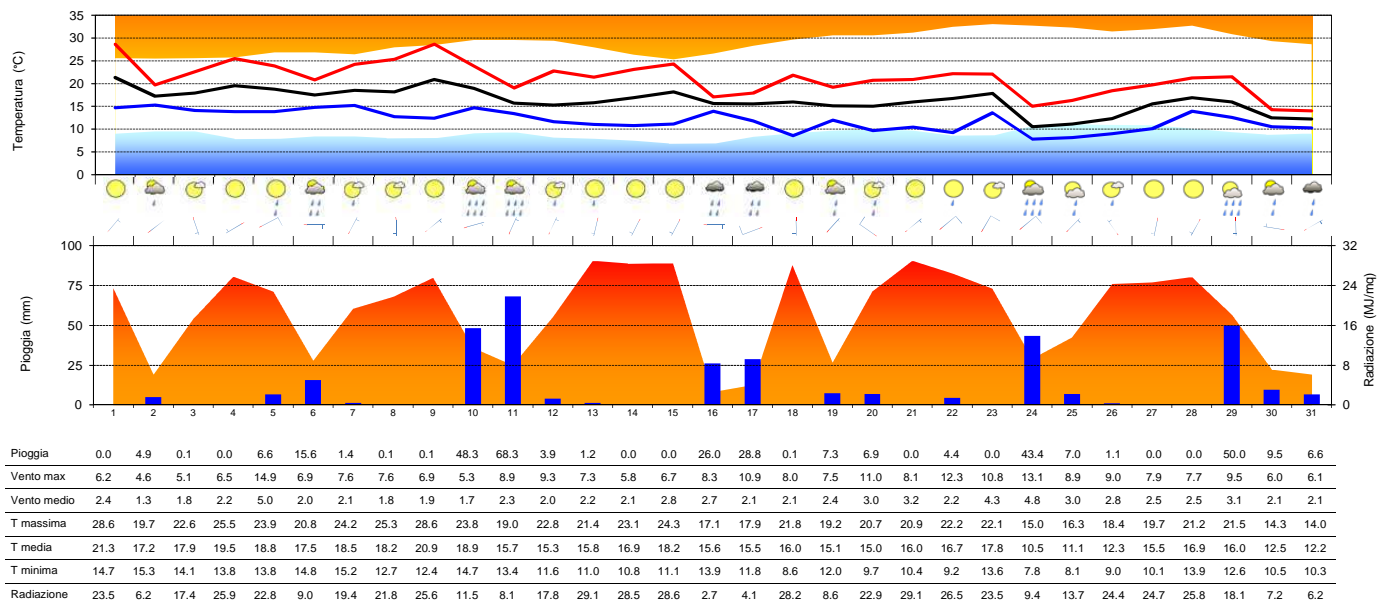 35
30
25
20
15
10
5
0
Temperatura (°C)
100
75
50
25
0
Pioggia (mm)
32
24
16
8
0
Radiazione (MJ/mq)
1 2 3 4 5 6 7 8 9 10 11 12 13 14 15 16 17 18 19 20 21 22 23 24 25 26 27 28 29 30 31
Pioggia 0.0 4.9 0.1 0.0 6.6 15.6 1.4 0.1 0.1 48.3 68.3 3.9 1.2 0.0 0.0 26.0 28.8 0.1 7.3 6.9 0.0 4.4 0.0 43.4 7.0 1.1 0.0 0.0 50.0 9.5 6.6
Vento max 6.2 4.6 5.1 6.5 14.9 6.9 7.6 7.6 6.9 5.3 8.9 9.3 7.3 5.8 6.7 8.3 10.9 8.0 7.5 11.0 8.1 12.3 10.8 13.1 8.9 9.0 7.9 7.7 9.5 6.0 6.1
Vento medio 2.4 1.3 1.8 2.2 5.0 2.0 2.1 1.8 1.9 1.7 2.3 2.0 2.2 2.1 2.8 2.7 2.1 2.1 2.4 3.0 3.2 2.2 4.3 4.8 3.0 2.8 2.5 2.5 3.1 2.1 2.1
T massima 28.6 19.7 22.6 25.5 23.9 20.8 24.2 25.3 28.6 23.8 19.0 22.8 21.4 23.1 24.3 17.1 17.9 21.8 19.2 20.7 20.9 22.2 22.1 15.0 16.3 18.4 19.7 21.2 21.5 14.3 14.0
T media 21.3 17.2 17.9 19.5 18.8 17.5 18.5 18.2 20.9 18.9 15.7 15.3 15.8 16.9 18.2 15.6 15.5 16.0 15.1 15.0 16.0 16.7 17.8 10.5 11.1 12.3 15.5 16.9 16.0 12.5 12.2
T minima 14.7 15.3 14.1 13.8 13.8 14.8 15.2 12.7 12.4 14.7 13.4 11.6 11.0 10.8 11.1 13.9 11.8 8.6 12.0 9.7 10.4 9.2 13.6 7.8 8.1 9.0 10.1 13.9 12.6 10.5 10.3
Radiazione 23.5 6.2 17.4 25.9 22.8 9.0 19.4 21.8 25.6 11.5 8.1 17.8 29.1 28.5 28.6 2.7 4.1 28.2 8.6 22.9 29.1 26.5 23.5 9.4 13.7 24.4 24.7 25.8 18.1 7.2 6.2